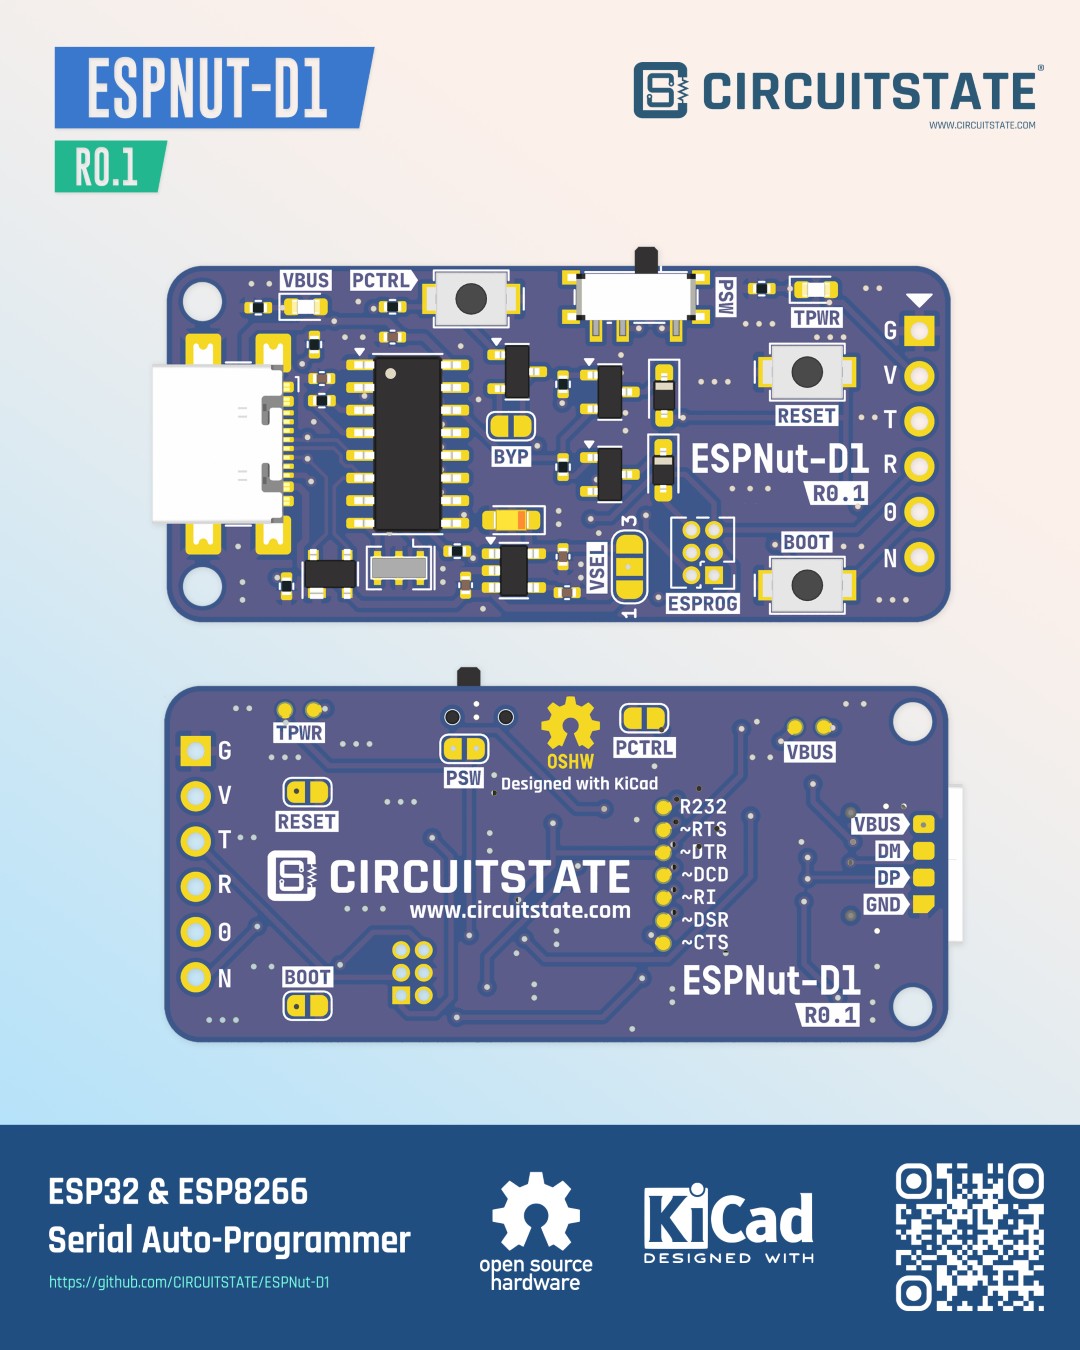 ESPNUT-D1
R0.1
CIRCUITSTATE®
WWW.CIRCUITSTATE.COM
VBUS
PCTRL
PSW
TPWR
G
V
T
R
0
N
RESET
BYP
ESPNut-D1
R0.1
BOOT
VSEL
3
1
ESPROG
TPWR
G
V
T
R
0
N
RESET
BOOT
PSW
OSHW
Designed with KiCad
PCTRL
VBUS
R232
~RTS
~DTR
~DCD
~RI
~DSR
~CTS
VBUS
DM
DP
GND
CIRCUITSTATE
www.circuitstate.com
ESPNut-D1
R0.1
ESP32 & ESP8266
Serial Auto-Programmer
https://github.com/CIRCUITSTATE/ESPNut-D1
open source
hardware
KiCad
DESIGNED WITH